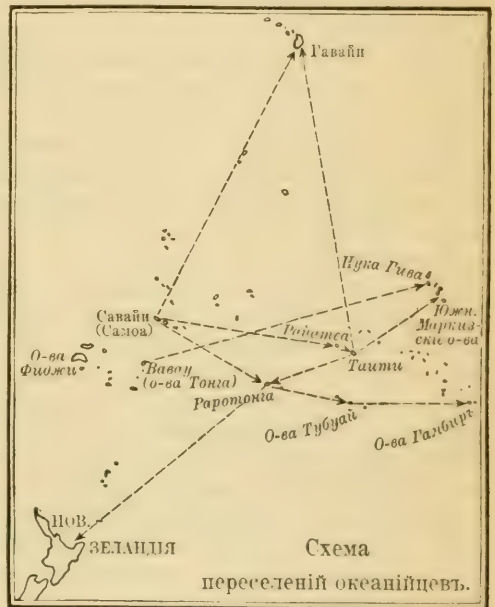 Гавайи
Нука Гива
Южн.
Маркиз-
ские о-ва
Савайи
(Самоа)
Райатеа
Таити
О-ва
Фиджи
Вавау
(о-ва Тонга)
Раротонга
О-ва Тубуай
О-ва Гамбиръ
НОВ.
ЗЕЛАНДІЯ
Схема
переселеній океанійцевъ.